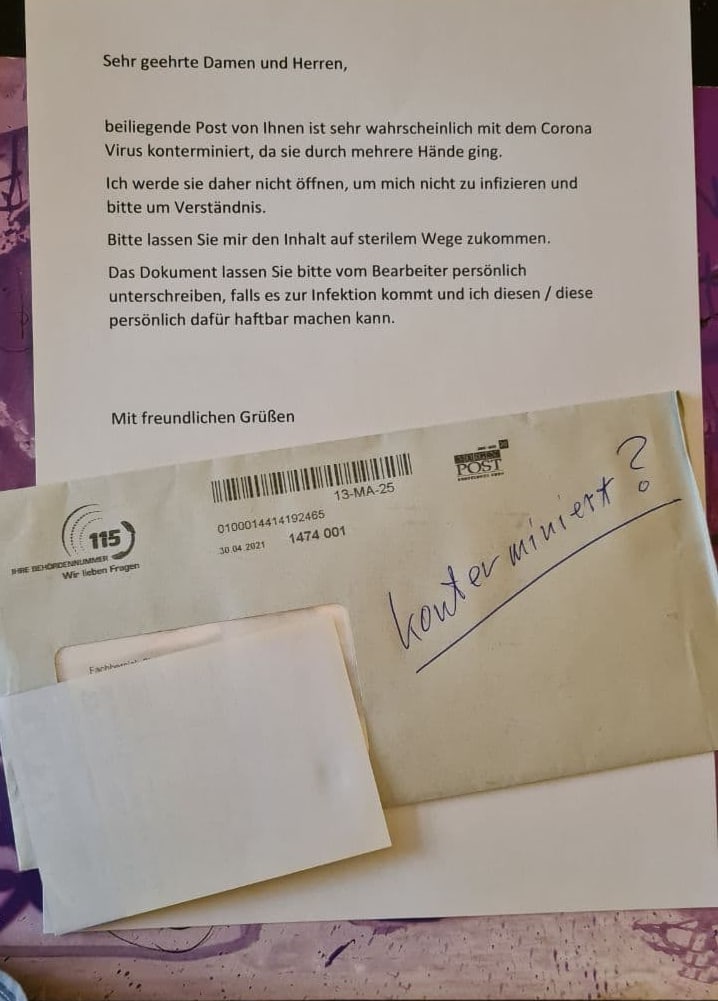 Sehr geehrte Damen und Herren,
beiliegende Post von Ihnen ist sehr wahrscheinlich mit dem Corona
Virus konterminiert, da sie durch mehrere Hände ging.
Ich werde sie daher nicht öffnen, um mich nicht zu infizieren und
bitte um Verständnis.
Bitte lassen Sie mir den Inhalt auf sterilem Wege zukommen.
Das Dokument lassen Sie bitte vom Bearbeiter persönlich
unterschreiben, falls es zur Infektion kommt und ich diesen / diese
persönlich dafür haftbar machen kann.
Mit freundlichen Grüßen
13-MA-25
POST
0100014414192465
30.04.2021 1474 001
115
IHRE BEHÖRDENNUMMER
Wir lieben Fragen
konterminiert?